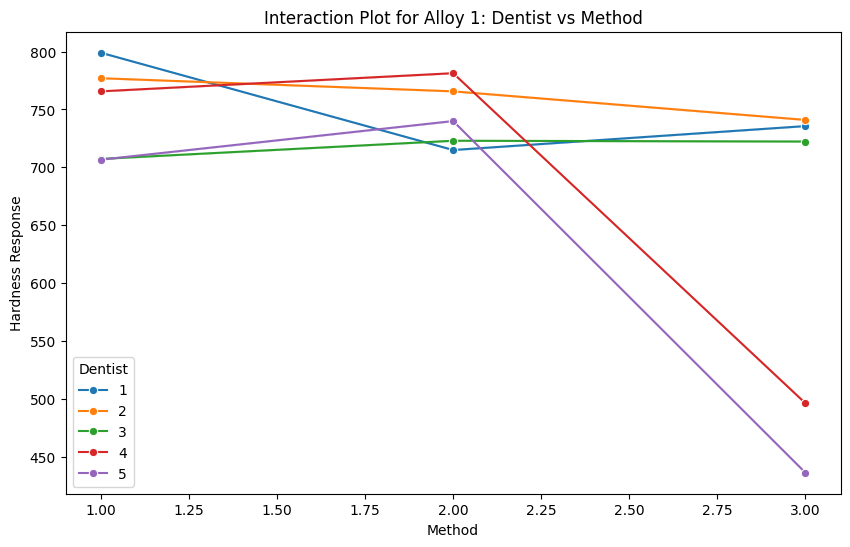 Interaction Plot for Alloy 1: Dentist vs Method
Hardness Response
800
750
700
650
600
550
500
450
Dentist
1
2
3
4
5
1.00 1.25 1.50 1.75 2.00 2.25 2.50 2.75 3.00
Method